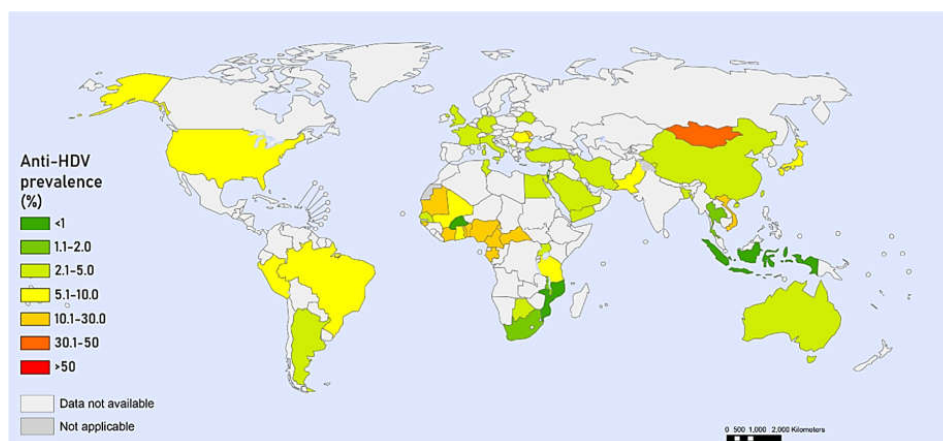 Anti-HDV
prevalence
(%)
<1
1.1–2.0
2.1–5.0
5.1–10.0
10.1–30.0
30.1–50
>50
Data not available
Not applicable
0 500 1,000 2,000 Kilometers